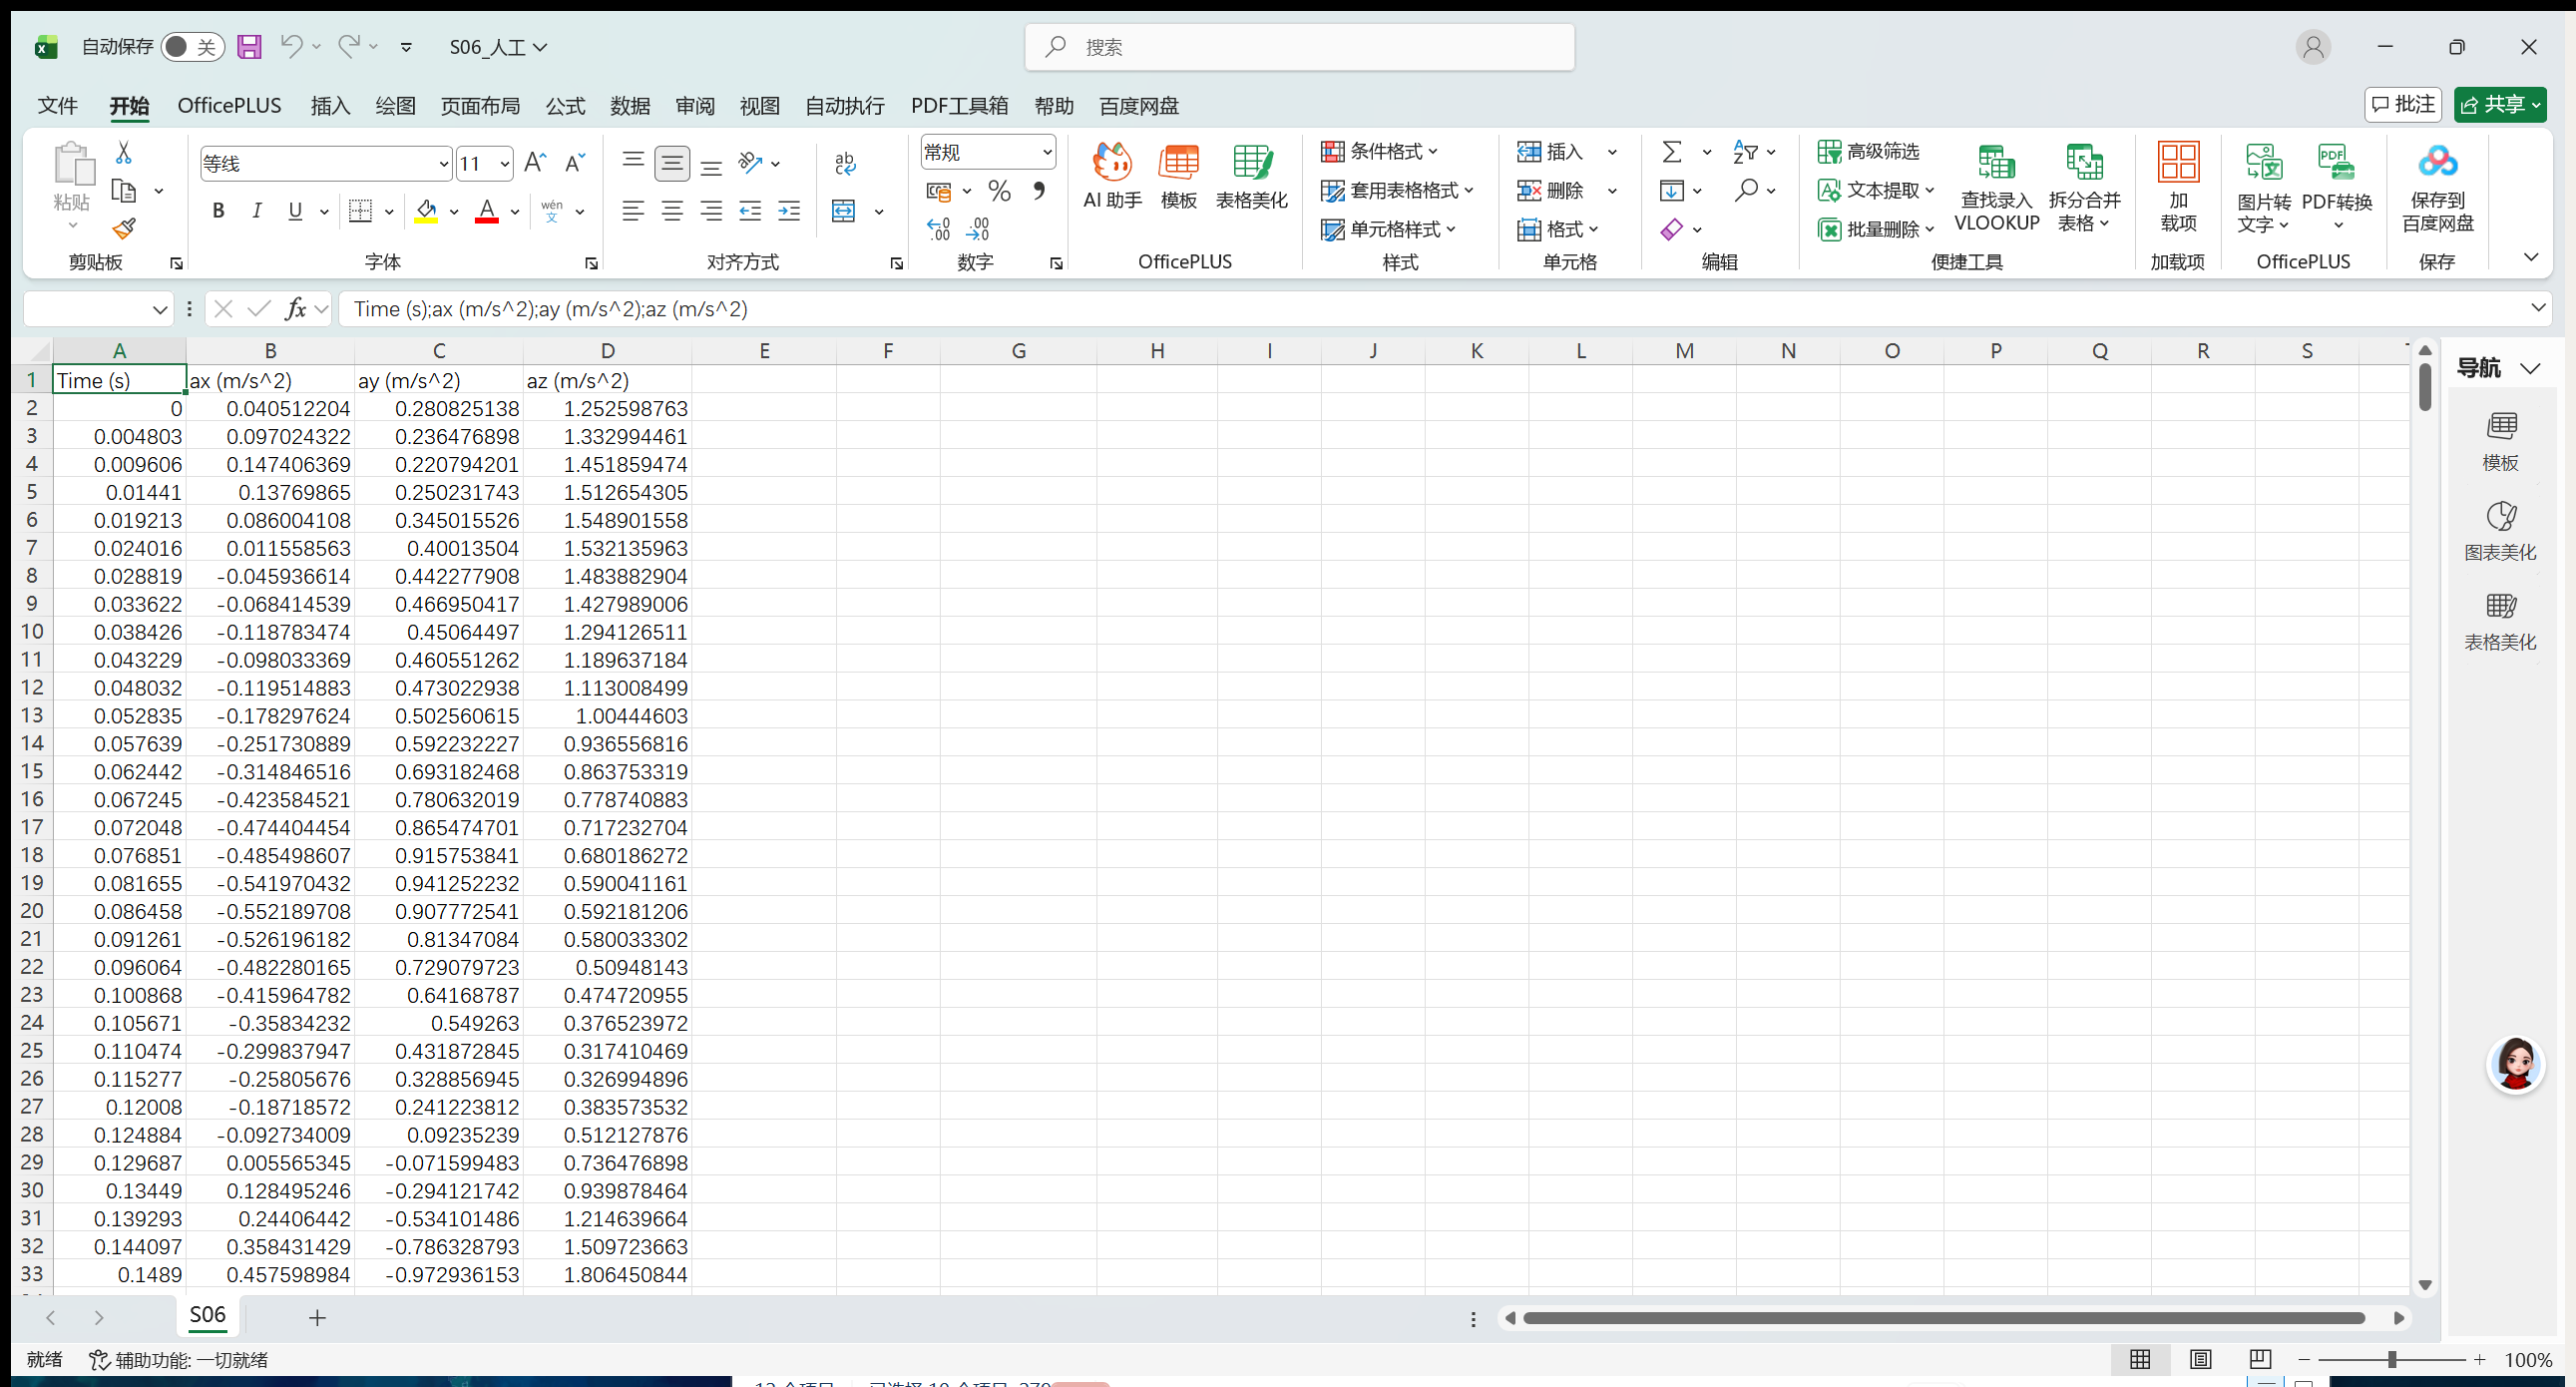 自动保存 关 S06_人工 搜索
文件 开始 OfficePLUS 插入 绘图 页面布局 公式 数据 审阅 视图 自动执行 PDF工具箱 帮助 百度网盘 批注 共享
粘贴
剪贴板
等线 11
B I U A wén 文
字体
ab
对齐方式
常规
% .00 .00
数字
AI 助手 模板 表格美化
OfficePLUS
条件格式
套用表格格式
单元格样式
样式
插入
删除
格式
单元格
编辑
高级筛选
文本提取
批量删除
查找录入 VLOOKUP
拆分合并 表格
便捷工具
加 载项
加载项
图片转 文字
PDF转换
OfficePLUS
保存到 百度网盘
保存
fx Time (s);ax (m/s^2);ay (m/s^2);az (m/s^2)
A B C D E F G H I J K L M N O P Q R S
1 Time (s) ax (m/s^2) ay (m/s^2) az (m/s^2)
2 0 0.040512204 0.280825138 1.252598763
3 0.004803 0.097024322 0.236476898 1.332994461
4 0.009606 0.147406369 0.220794201 1.451859474
5 0.01441 0.13769865 0.250231743 1.512654305
6 0.019213 0.086004108 0.345015526 1.548901558
7 0.024016 0.011558563 0.40013504 1.532135963
8 0.028819 -0.045936614 0.442277908 1.483882904
9 0.033622 -0.068414539 0.466950417 1.427989006
10 0.038426 -0.118783474 0.45064497 1.294126511
11 0.043229 -0.098033369 0.460551262 1.189637184
12 0.048032 -0.119514883 0.473022938 1.113008499
13 0.052835 -0.178297624 0.502560615 1.00444603
14 0.057639 -0.251730889 0.592232227 0.936556816
15 0.062442 -0.314846516 0.693182468 0.863753319
16 0.067245 -0.423584521 0.780632019 0.778740883
17 0.072048 -0.474404454 0.865474701 0.717232704
18 0.076851 -0.485498607 0.915753841 0.680186272
19 0.081655 -0.541970432 0.941252232 0.590041161
20 0.086458 -0.552189708 0.907772541 0.592181206
21 0.091261 -0.526196182 0.81347084 0.580033302
22 0.096064 -0.482280165 0.729079723 0.50948143
23 0.100868 -0.415964782 0.64168787 0.474720955
24 0.105671 -0.35834232 0.549263 0.376523972
25 0.110474 -0.299837947 0.431872845 0.317410469
26 0.115277 -0.25805676 0.328856945 0.326994896
27 0.12008 -0.18718572 0.241223812 0.383573532
28 0.124884 -0.092734009 0.09235239 0.512127876
29 0.129687 0.005565345 -0.071599483 0.736476898
30 0.13449 0.128495246 -0.294121742 0.939878464
31 0.139293 0.24406442 -0.534101486 1.214639664
32 0.144097 0.358431429 -0.786328793 1.509723663
33 0.1489 0.457598984 -0.972936153 1.806450844
导航
模板
图表美化
表格美化
S06
就绪 辅助功能: 一切就绪 100%